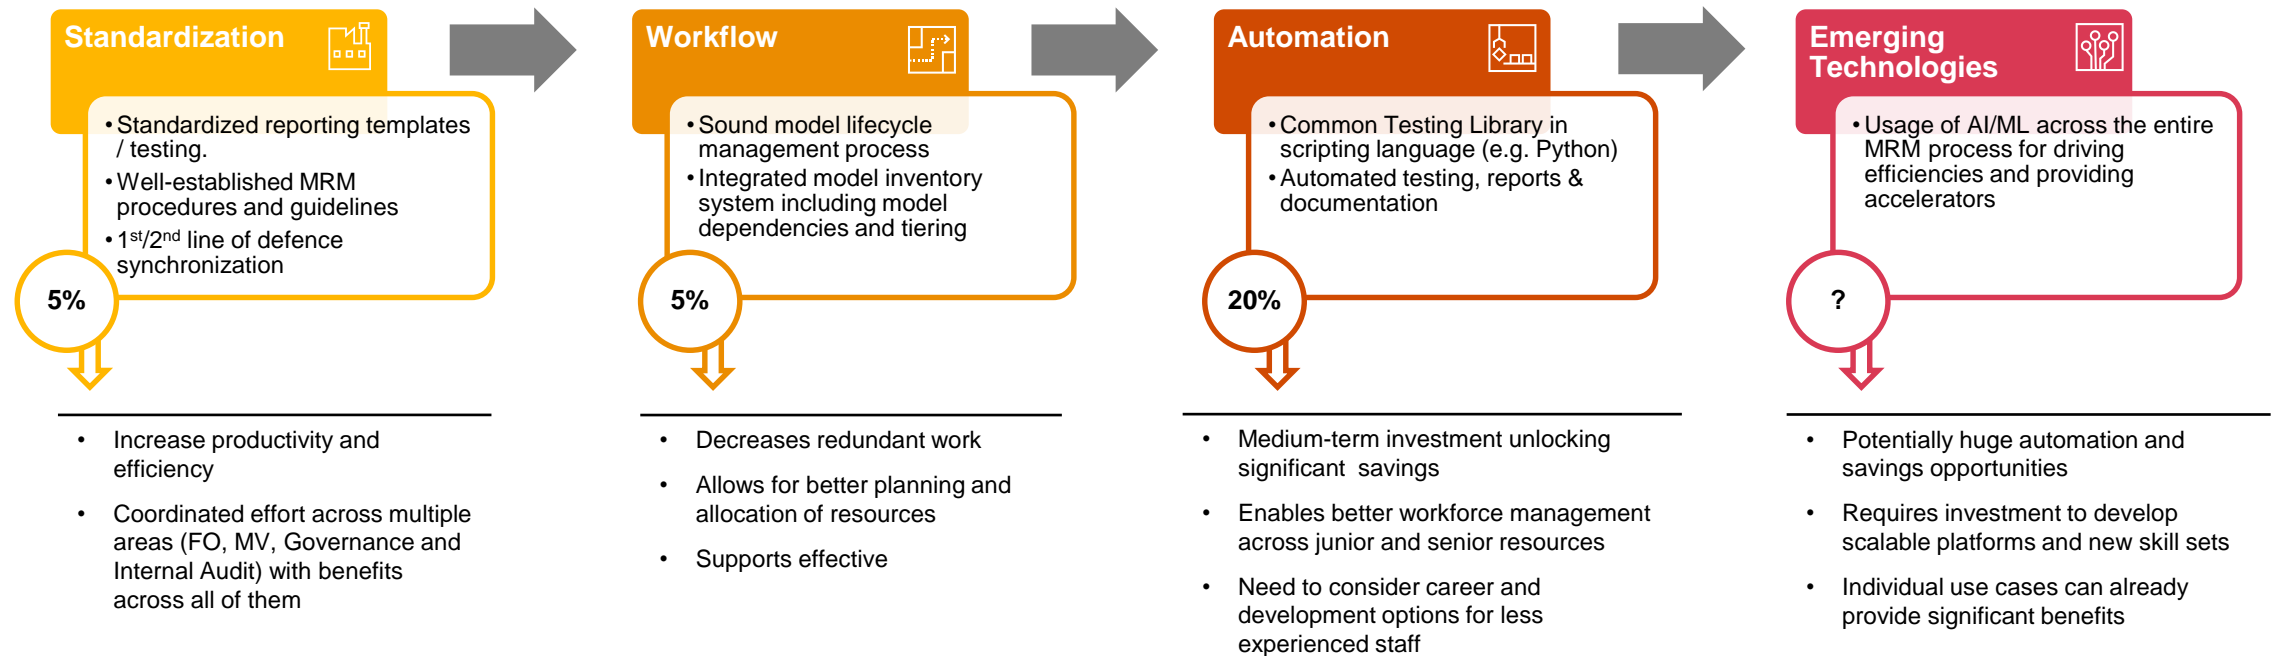 Standardization
• Standardized reporting templates
/ testing.
• Well-established MRM
procedures and guidelines
• 1st/2nd line of defence
synchronization
5%
• Increase productivity and
efficiency
• Coordinated effort across multiple
areas (FO, MV, Governance and
Internal Audit) with benefits
across all of them
Workflow
• Sound model lifecycle
management process
• Integrated model inventory
system including model
dependencies and tiering
5%
• Decreases redundant work
• Allows for better planning and
allocation of resources
• Supports effective
Automation
• Common Testing Library in
scripting language (e.g. Python)
• Automated testing, reports &
documentation
20%
• Medium-term investment unlocking
significant  savings
• Enables better workforce management
across junior and senior resources
• Need to consider career and
development options for less
experienced staff
Emerging
Technologies
• Usage of AI/ML across the entire
MRM process for driving
efficiencies and providing
accelerators
?
• Potentially huge automation and
savings opportunities
• Requires investment to develop
scalable platforms and new skill sets
• Individual use cases can already
provide significant benefits